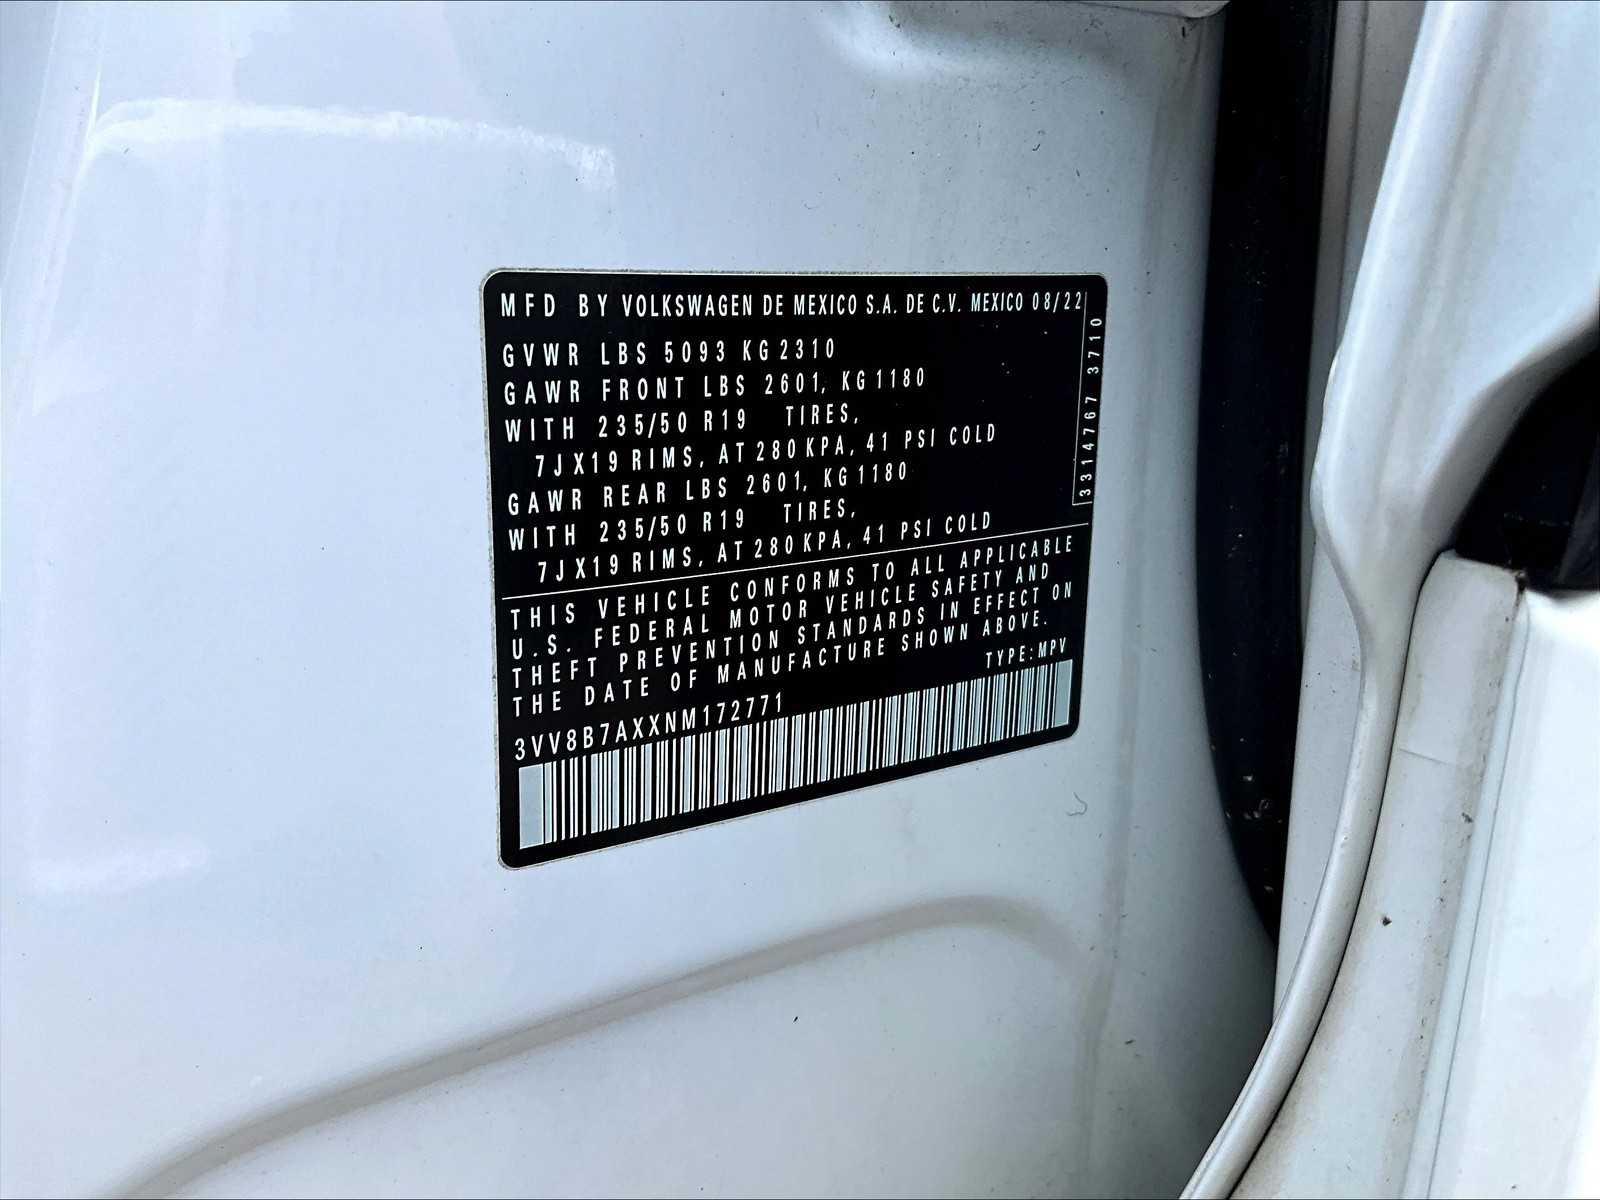 MFD BY VOLKSWAGEN DE MEXICO S.A. DE C.V. MEXICO 08/22
GVWR LBS 5093 KG 2310
GAWR FRONT LBS 2601, KG 1180
WITH 235/50 R19 TIRES,
7J X19 RIMS, AT 280 KPA, 41 PSI COLD
GAWR REAR LBS 2601, KG 1180
WITH 235/50 R19 TIRES,
7J X19 RIMS, AT 280 KPA, 41 PSI COLD
3314767 3710
THIS VEHICLE CONFORMS TO ALL APPLICABLE
U.S. FEDERAL MOTOR VEHICLE SAFETY AND
THEFT PREVENTION STANDARDS IN EFFECT ON
THE DATE OF MANUFACTURE SHOWN ABOVE.
TYPE: MPV
3VV8B7AXXNM172771